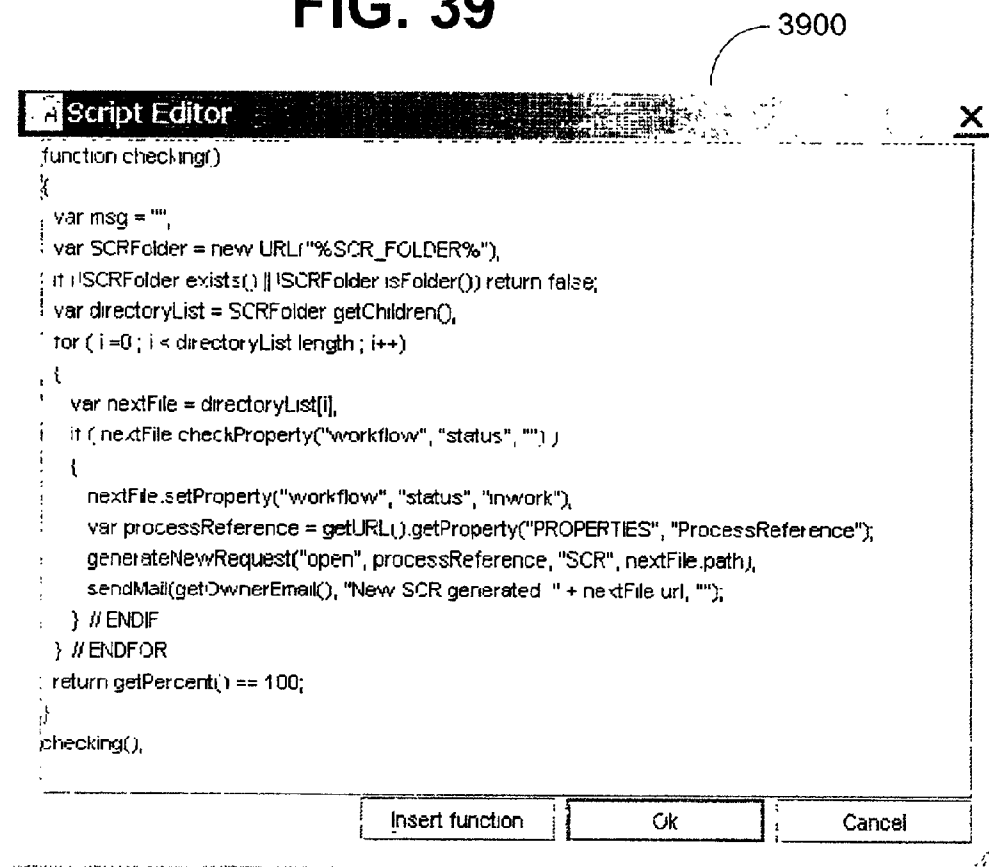 FIG. 39
3900
Script Editor
function checking()
{
var msg = "";
var SCRFolder = new URL("%SCR_FOLDER%");
if (!SCRFolder.exists() || !SCRFolder.isFolder()) return false;
var directoryList = SCRFolder.getChildren();
for ( i =0 ; i < directoryList.length ; i++)
{
var nextFile = directoryList[i];
if ( nextFile.checkProperty("workflow", "status", "") )
{
nextFile.setProperty("workflow", "status", "inwork");
var processReference = getURL().getProperty("PROPERTIES", "ProcessReference");
generateNewRequest("open", processReference, "SCR", nextFile.path);
sendMail(getOwnerEmail(), "New SCR generated " + nextFile.url, "");
} // ENDIF
} // ENDFOR
return getPercent() == 100;
}
checking();
Insert function
Ok
Cancel